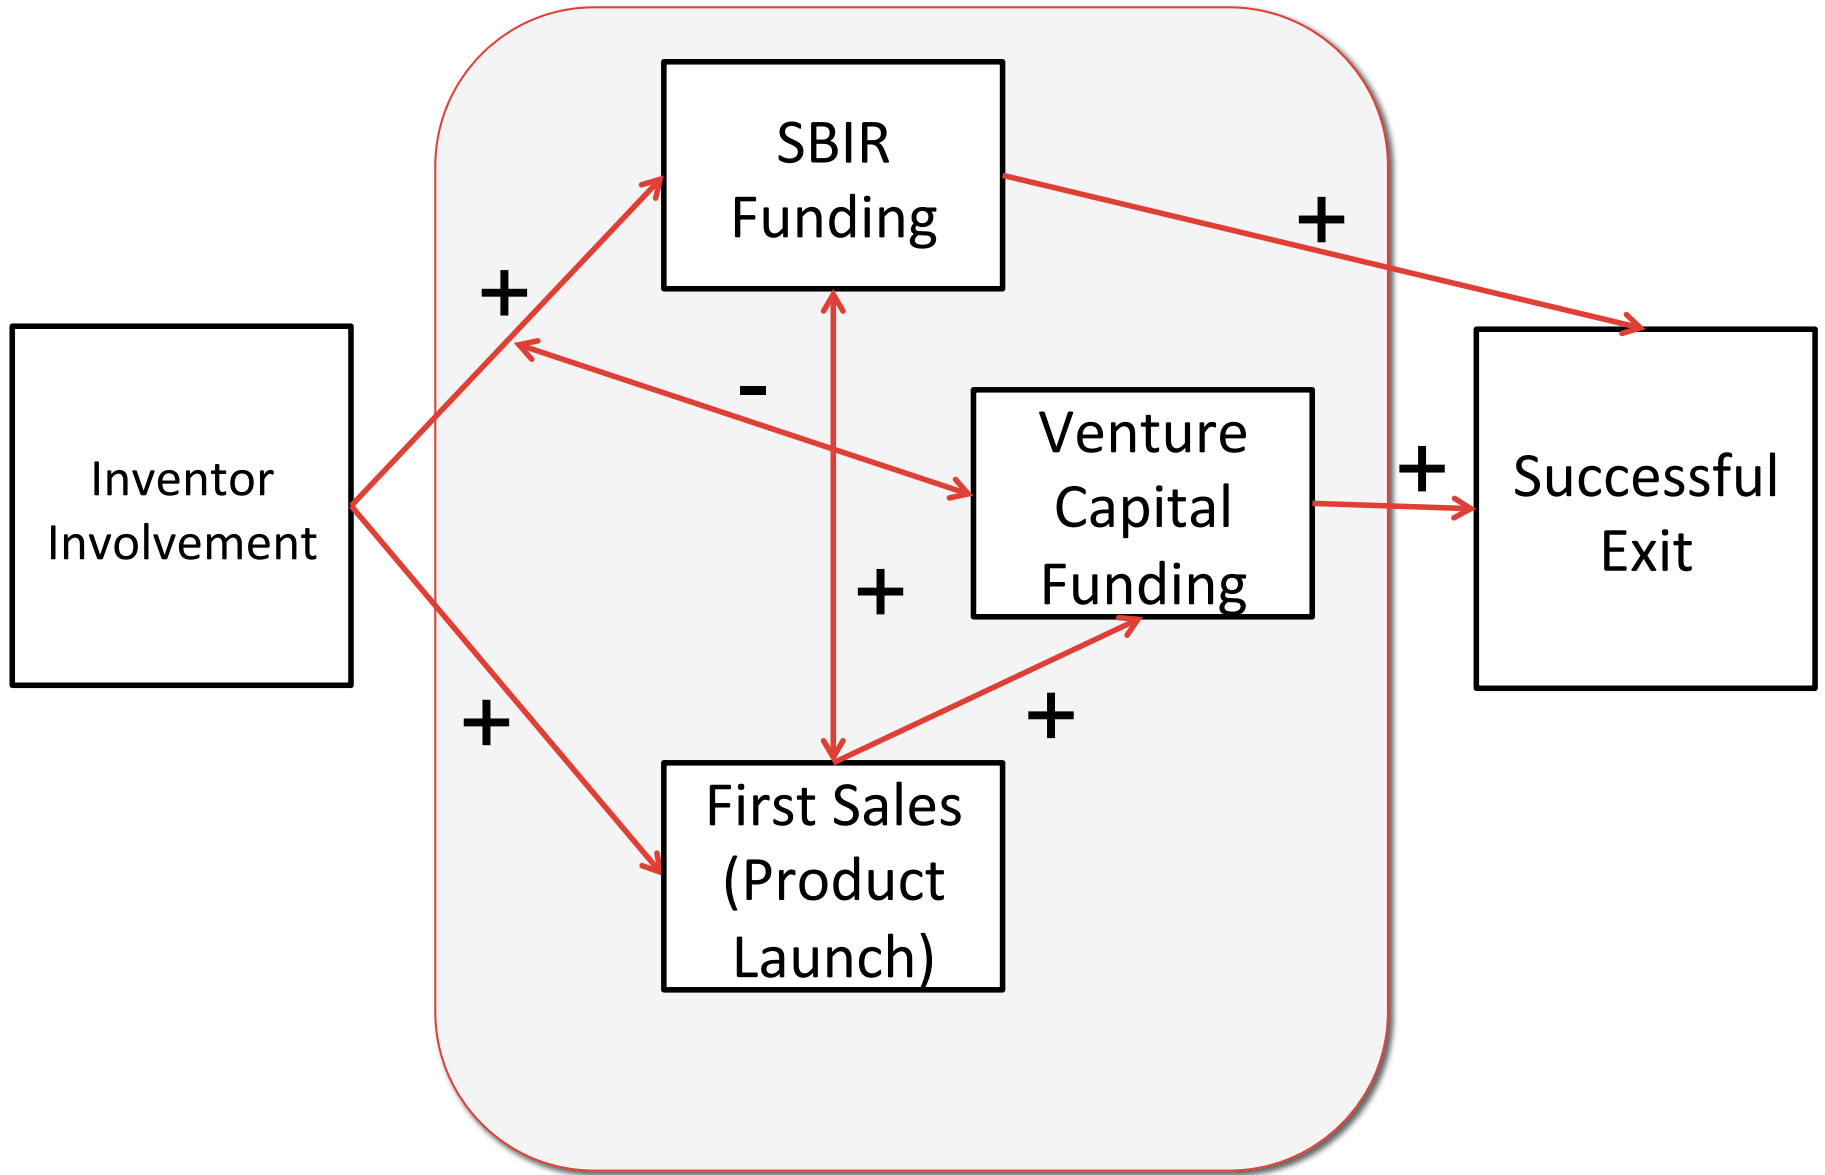 SBIR
Funding
+
+
Inventor
Involvement
-
Venture
Capital
Funding
+
Successful
Exit
+
+
+
First Sales
(Product
Launch)